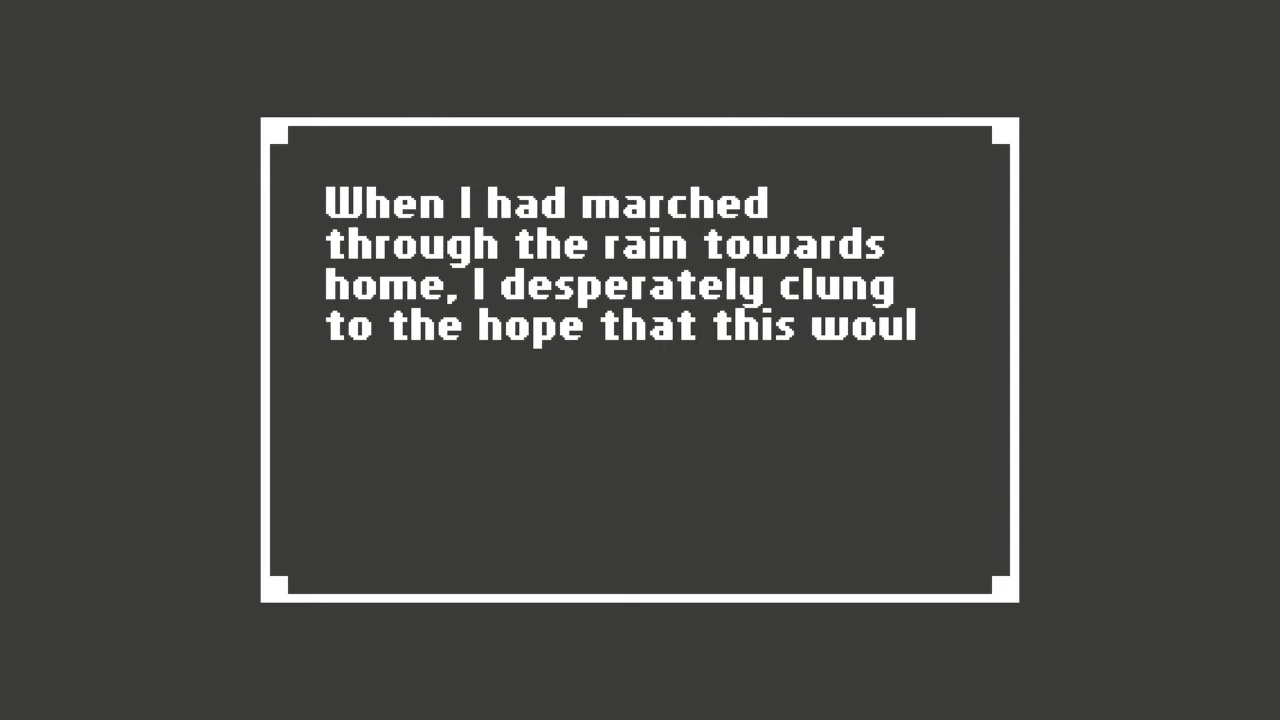 When I had marched
through the rain towards
home, I desperately clung
to the hope that this woul